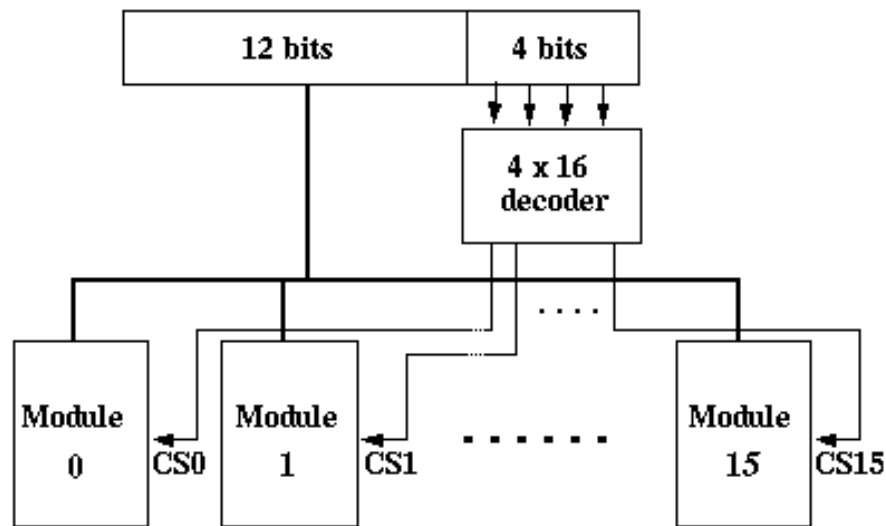 12 bits
4 bits
4 x 16
decoder
Module
0
CS0
Module
1
CS1
Module
15
CS15